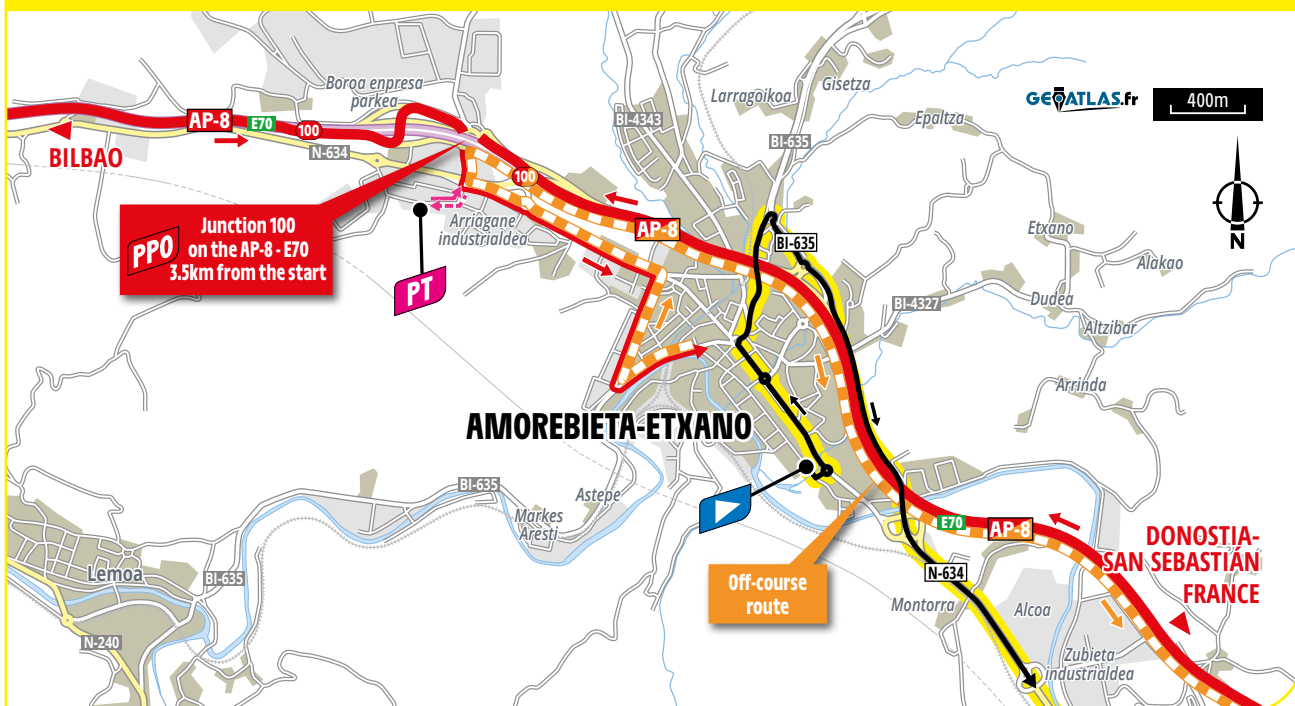 Boroa enpresa
parkea
Larragoikoa
Gisetza
GEOATLAS.fr
400m
AP-8
E70
100
BI-4343
Epaltza
BILBAO
N-634
BI-635
100
N
PPO
Junction 100
on the AP-8 - E70
3.5km from the start
Arriagane
industrialdea
AP-8
BI-635
Etxano
Alakao
PT
BI-4327
Dudea
Altzibar
Arrinda
AMOREBIETA-ETXANO
BI-635
Astepe
Markes
Aresti
E70
AP-8
DONOSTIA-
SAN SEBASTIÁN
FRANCE
Lemoa
BI-635
Off-course
route
N-634
Montorra
Alcoa
N-240
Zubieta
industrialdea